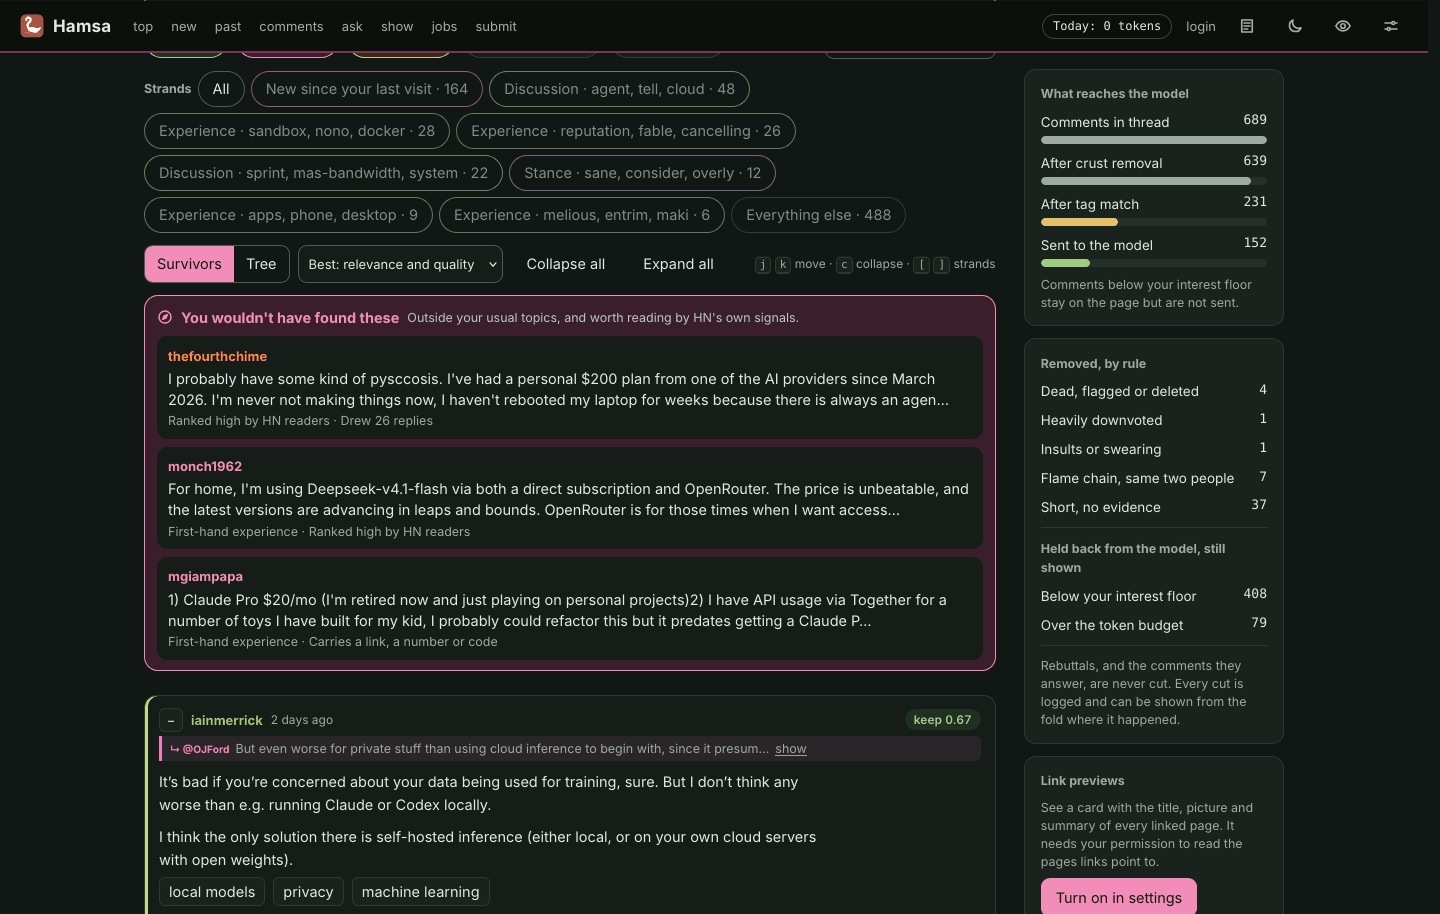 Hamsa
top new past comments ask show jobs submit
Today: 0 tokens login
Strands All New since your last visit · 164 Discussion · agent, tell, cloud · 48
Experience · sandbox, nono, docker · 28 Experience · reputation, fable, cancelling · 26
Discussion · sprint, mas-bandwidth, system · 22 Stance · sane, consider, overly · 12
Experience · apps, phone, desktop · 9 Experience · melious, entrim, maki · 6 Everything else · 488
Survivors Tree Best: relevance and quality Collapse all Expand all j k move · c collapse · [ ] strands
You wouldn't have found these Outside your usual topics, and worth reading by HN's own signals.
thefourthchime
I probably have some kind of pysccosis. I've had a personal $200 plan from one of the AI providers since March
2026. I'm never not making things now, I haven't rebooted my laptop for weeks because there is always an agen...
Ranked high by HN readers · Drew 26 replies
monch1962
For home, I'm using Deepseek-v4.1-flash via both a direct subscription and OpenRouter. The price is unbeatable, and
the latest versions are advancing in leaps and bounds. OpenRouter is for those times when I want access...
First-hand experience · Ranked high by HN readers
mgiampapa
1) Claude Pro $20/mo (I'm retired now and just playing on personal projects)2) I have API usage via Together for a
number of toys I have built for my kid, I probably could refactor this but it predates getting a Claude P...
First-hand experience · Carries a link, a number or code
– iainmerrick 2 days ago keep 0.67
↳ @OJFord But even worse for private stuff than using cloud inference to begin with, since it presum... show
It's bad if you're concerned about your data being used for training, sure. But I don't think any
worse than e.g. running Claude or Codex locally.
I think the only solution there is self-hosted inference (either local, or on your own cloud servers
with open weights).
local models privacy machine learning
What reaches the model
Comments in thread 689
After crust removal 639
After tag match 231
Sent to the model 152
Comments below your interest floor
stay on the page but are not sent.
Removed, by rule
Dead, flagged or deleted 4
Heavily downvoted 1
Insults or swearing 1
Flame chain, same two people 7
Short, no evidence 37
Held back from the model, still
shown
Below your interest floor 408
Over the token budget 79
Rebuttals, and the comments they
answer, are never cut. Every cut is
logged and can be shown from the
fold where it happened.
Link previews
See a card with the title, picture and
summary of every linked page. It
needs your permission to read the
pages links point to.
Turn on in settings